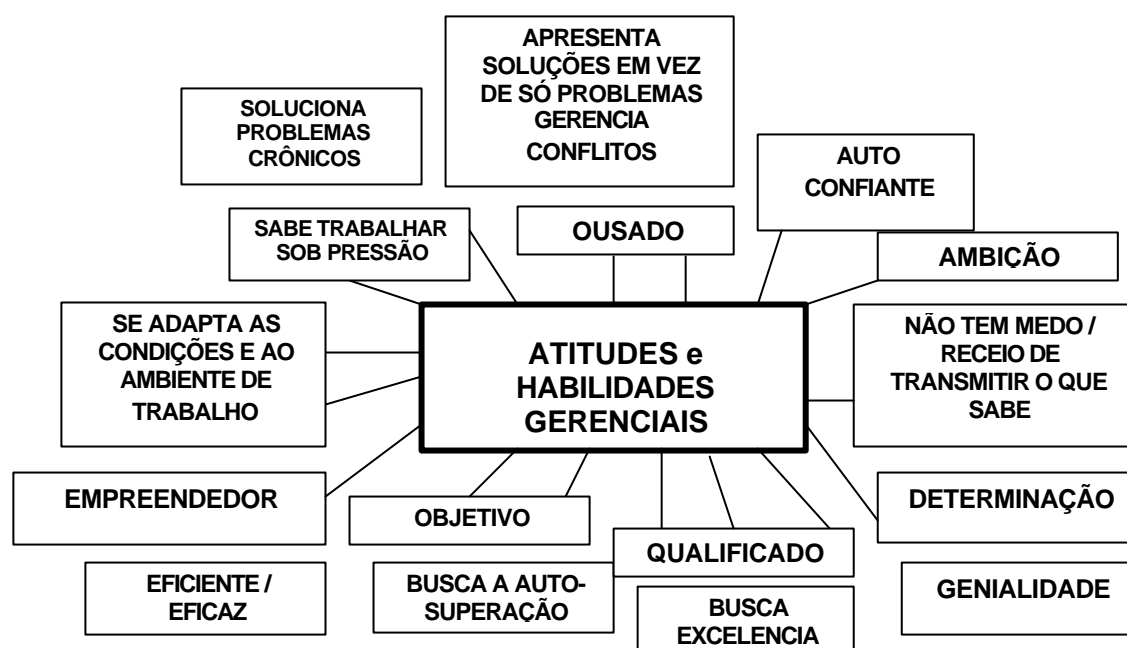 APRESENTA
SOLUÇÕES EM VEZ
DE SÓ PROBLEMAS
GERENCIA
CONFLITOS
SOLUCIONA
PROBLEMAS
CRÔNICOS
AUTO
CONFIANTE
SABE TRABALHAR
SOB PRESSÃO
OUSADO
AMBIÇÃO
SE ADAPTA AS
CONDIÇÕES E AO
AMBIENTE DE
TRABALHO
ATITUDES e
HABILIDADES
GERENCIAIS
NÃO TEM MEDO /
RECEIO DE
TRANSMITIR O QUE
SABE
EMPREENDEDOR
OBJETIVO
QUALIFICADO
DETERMINAÇÃO
EFICIENTE /
EFICAZ
BUSCA A AUTO-
SUPERAÇÃO
BUSCA
EXCELENCIA
GENIALIDADE